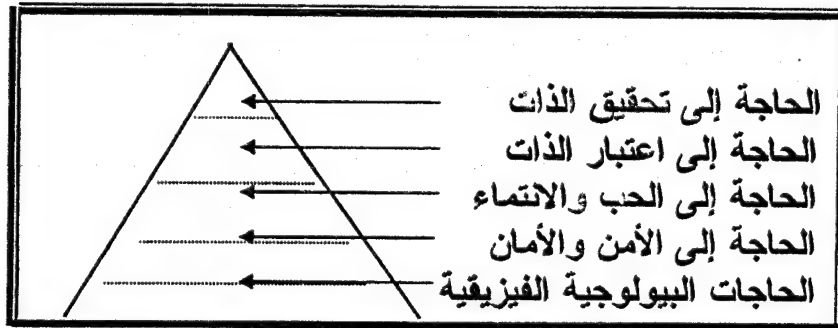 الحاجة إلى تحقيق الذات
الحاجة إلى اعتبار الذات
الحاجة إلى الحب والانتماء
الحاجة إلى الأمن والأمان
الحاجات البيولوجية الفيزيقية